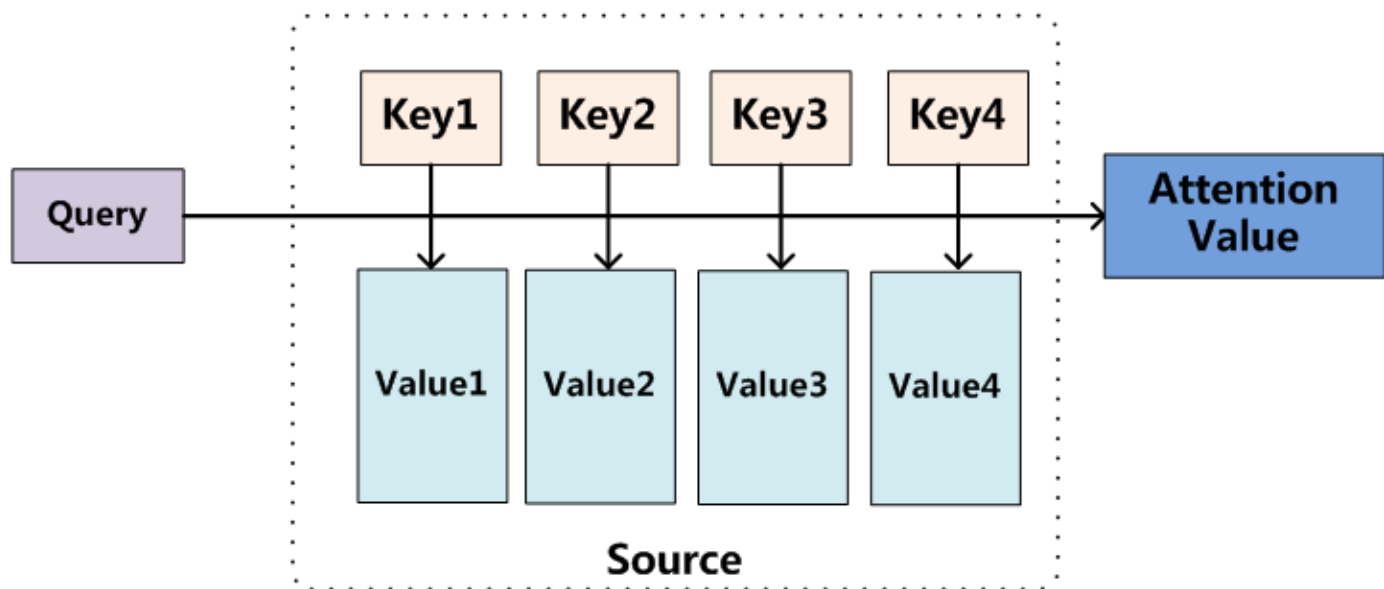 Key1 Key2 Key3 Key4
Query
Attention
Value
Value1 Value2 Value3 Value4
Source